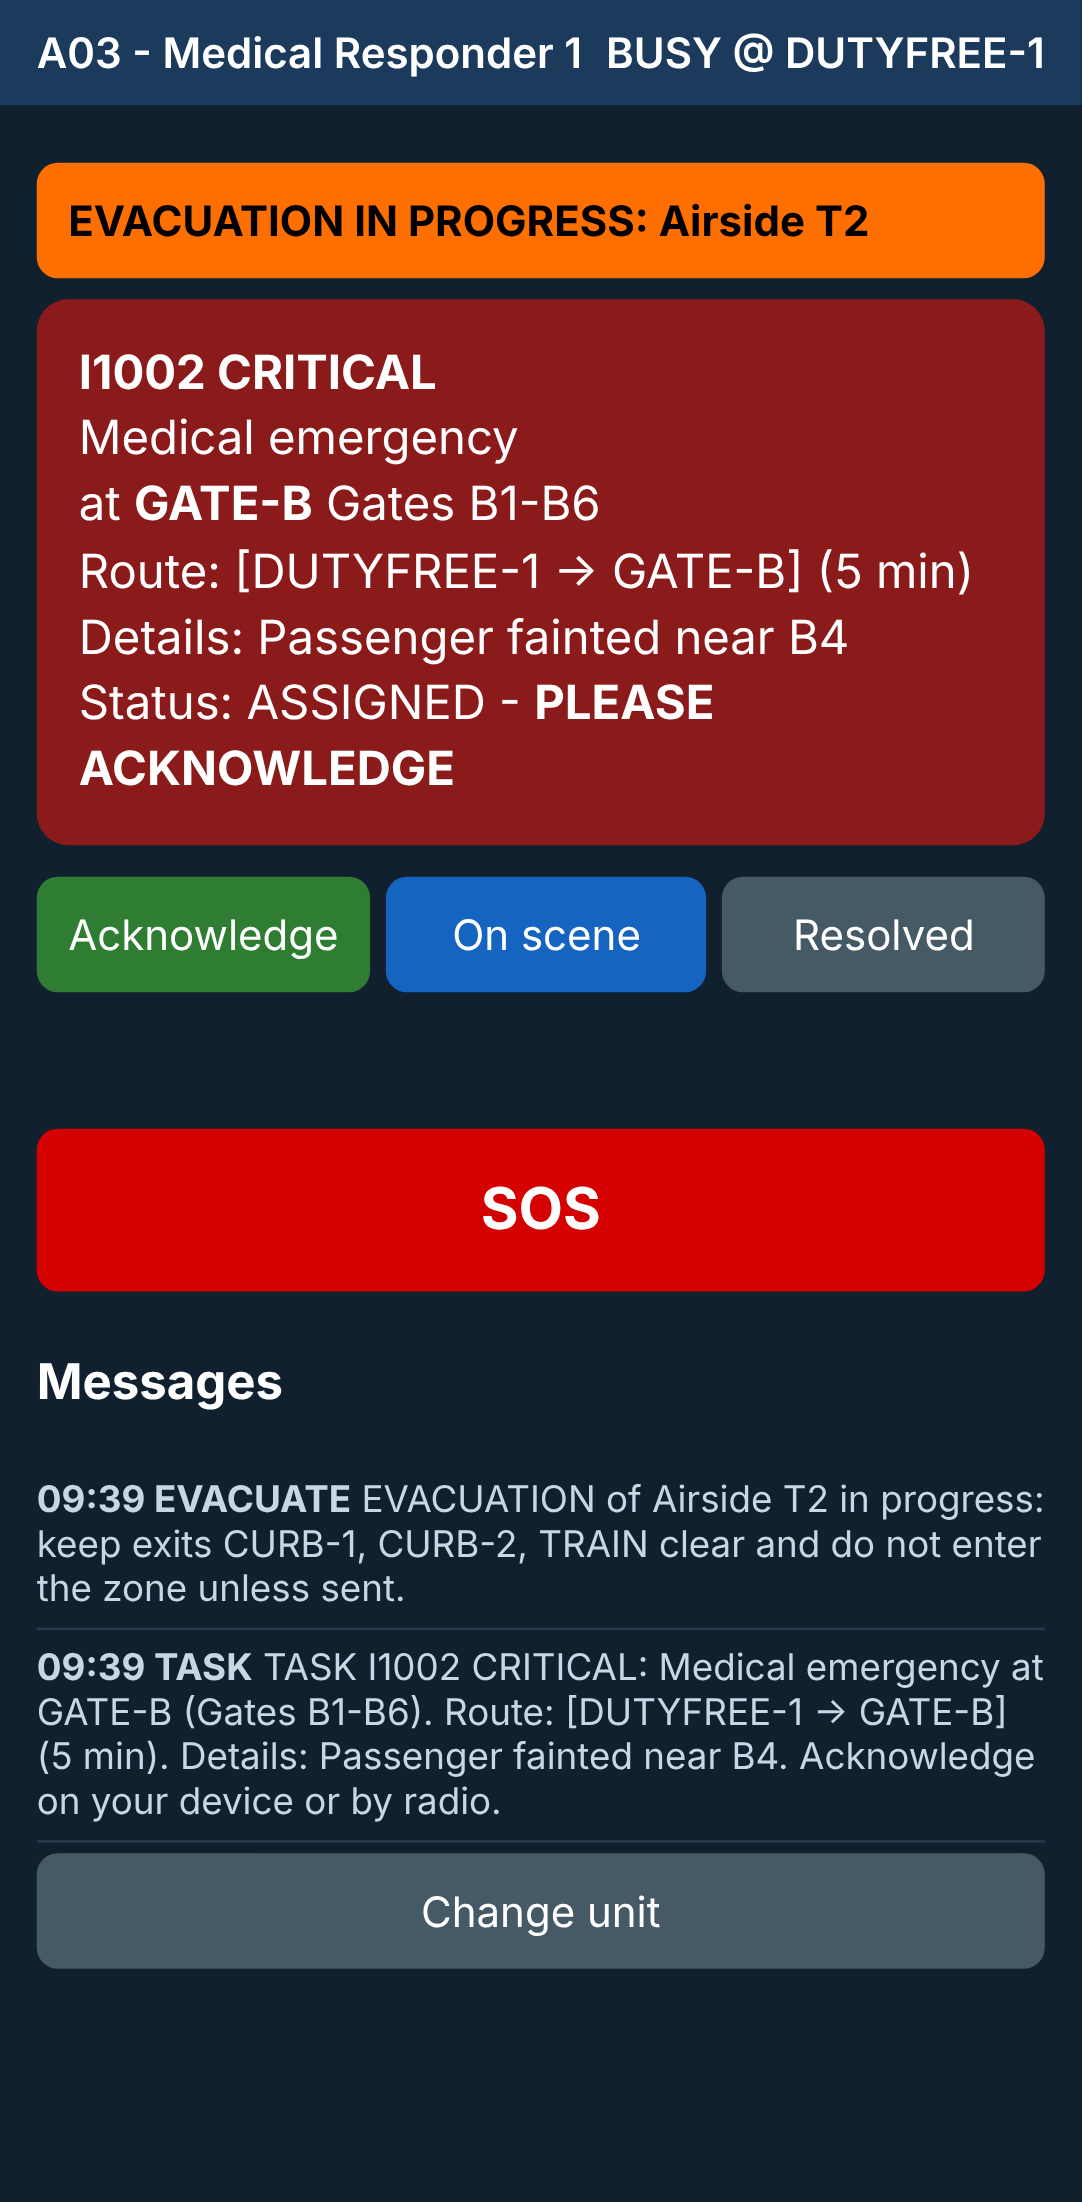 A03 - Medical Responder 1 BUSY @ DUTYFREE-1
EVACUATION IN PROGRESS: Airside T2
I1002 CRITICAL
Medical emergency
at GATE-B Gates B1-B6
Route: [DUTYFREE-1 → GATE-B] (5 min)
Details: Passenger fainted near B4
Status: ASSIGNED - PLEASE
ACKNOWLEDGE
Acknowledge On scene Resolved
SOS
Messages
09:39 EVACUATE EVACUATION of Airside T2 in progress:
keep exits CURB-1, CURB-2, TRAIN clear and do not enter
the zone unless sent.
09:39 TASK TASK I1002 CRITICAL: Medical emergency at
GATE-B (Gates B1-B6). Route: [DUTYFREE-1 → GATE-B]
(5 min). Details: Passenger fainted near B4. Acknowledge
on your device or by radio.
Change unit